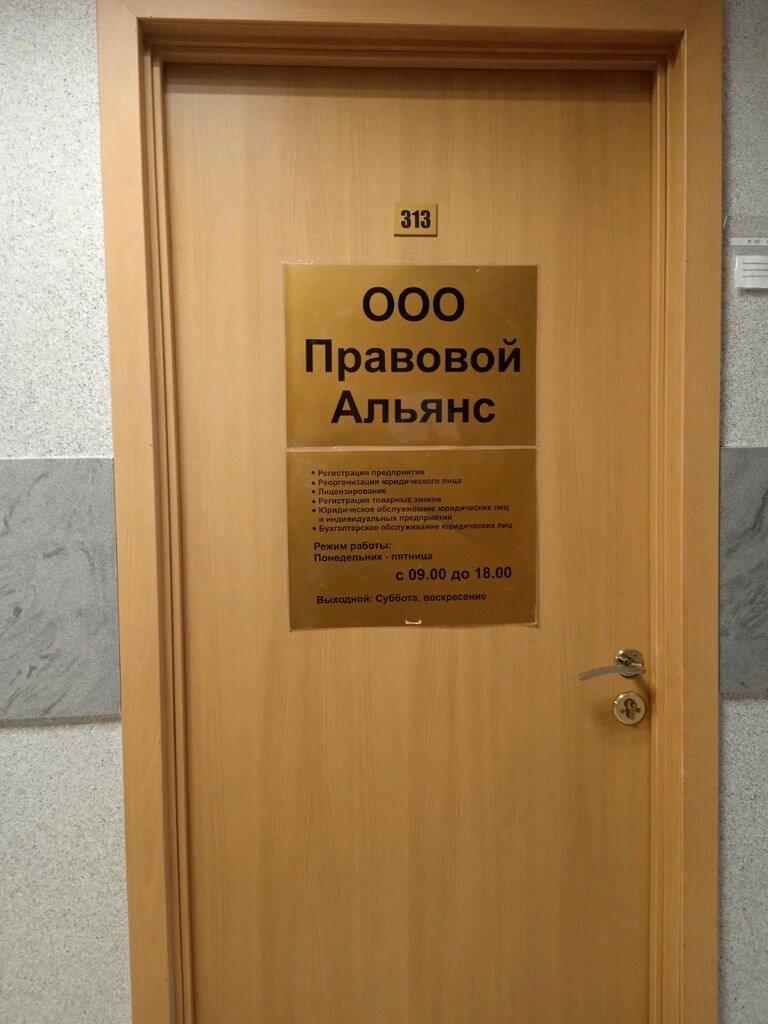 313
ООО
Правовой
Альянс
• Регистрация предприятия
• Реорганизация юридического лица
• Лицензирование
• Регистрация товарных знаков
• Юридическое обслуживание юридических лиц
и индивидуальных предприятий
• Бухгалтерское обслуживание юридических лиц
Режим работы:
Понедельник - пятница
с 09.00 до 18.00
Выходной: Суббота, воскресение